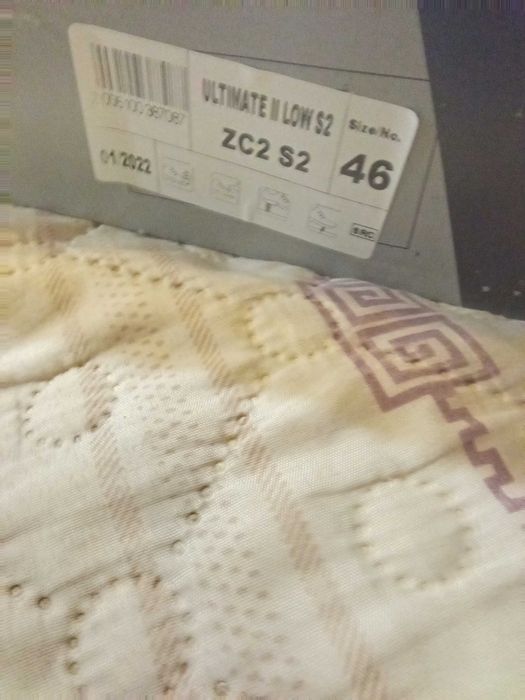 ULTIMATE II LOW S2
ZC2 S2
Size/No.
46
01.2022
SRC